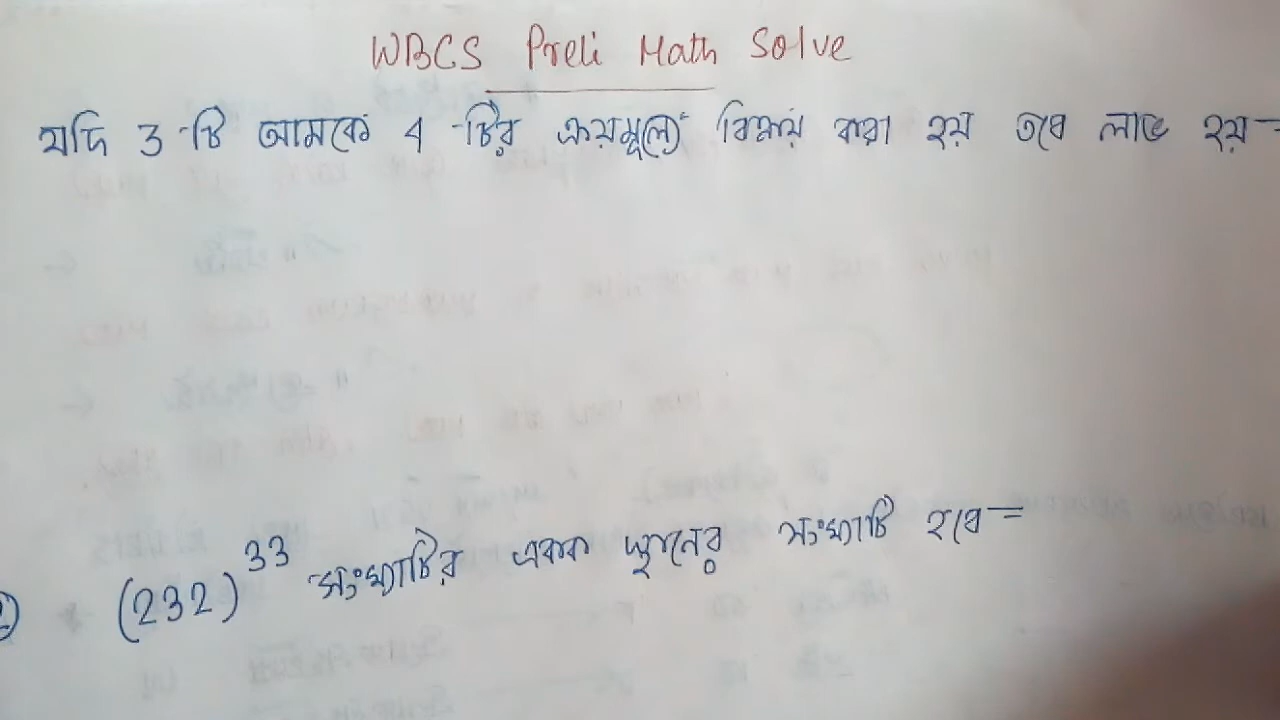 WBCS Preli Math Solve
যদি 3 টি আমকে 4 টির ক্রয়মূল্যে বিক্রয় করা হয় তবে লাভ হয় —
(232)^33 সংখ্যাটির একক স্থানের সংখ্যাটি হবে —